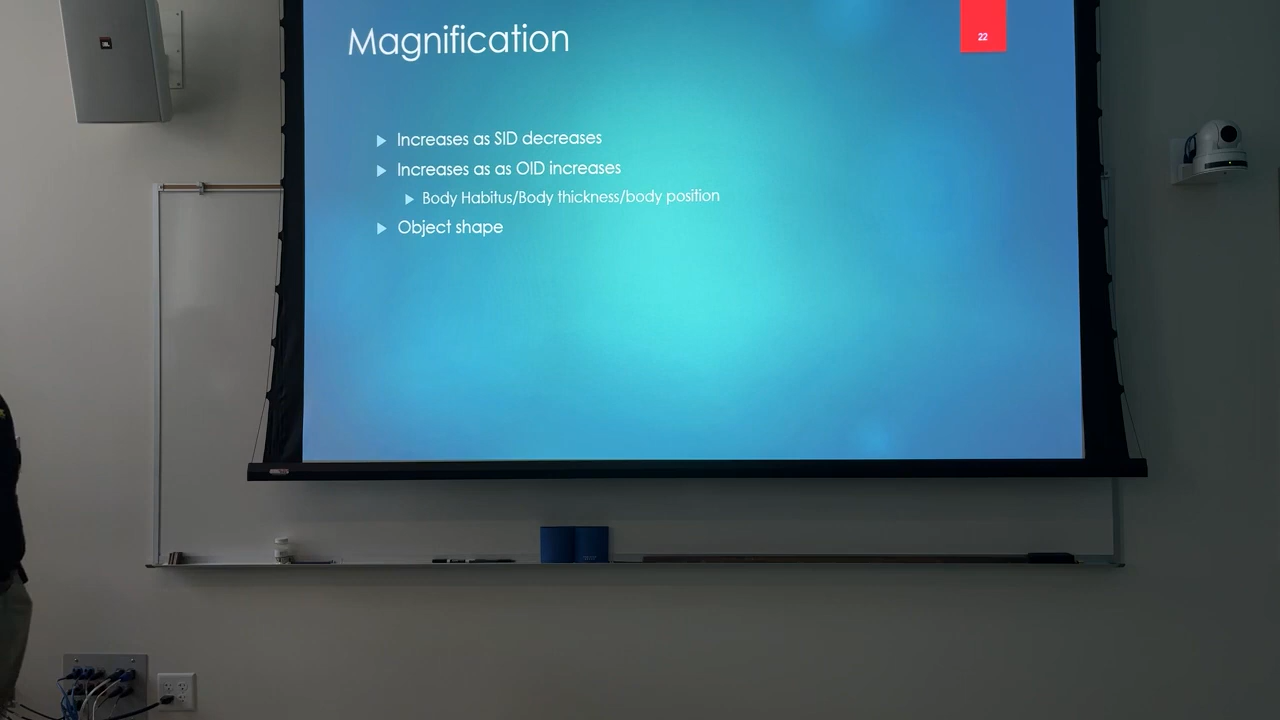 Magnification
22
Increases as SID decreases
Increases as as OID increases
Body Habitus/Body thickness/body position
Object shape
JBL